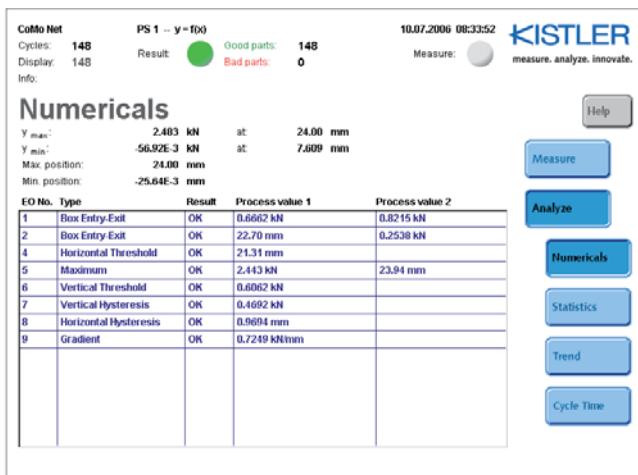 CoMo Net PS 1 -- y=f(x) 10.07.2006 08:33:52
KISTLER
measure. analyze. innovate.
Cycles: 148 Result: Good parts: 148 Measure:
Display: 148 Bad parts: 0
Info:
Numericals
Help
y max: 2.483 kN at: 24.00 mm
y min: -56.92E-3 kN at: 7.609 mm
Max. position: 24.00 mm
Min. position: -25.64E-3 mm
Measure
Analyze
Numericals
Statistics
Trend
Cycle Time
EO No. Type Result Process value 1 Process value 2
1 Box Entry-Exit OK 0.6662 kN 0.8215 kN
2 Box Entry-Exit OK 22.70 mm 0.2538 kN
4 Horizontal Threshold OK 21.31 mm
5 Maximum OK 2.443 kN 23.94 mm
6 Vertical Threshold OK 0.6062 kN
7 Vertical Hysteresis OK 0.4692 kN
8 Horizontal Hysteresis OK 0.9694 mm
9 Gradient OK 0.7249 kN/mm